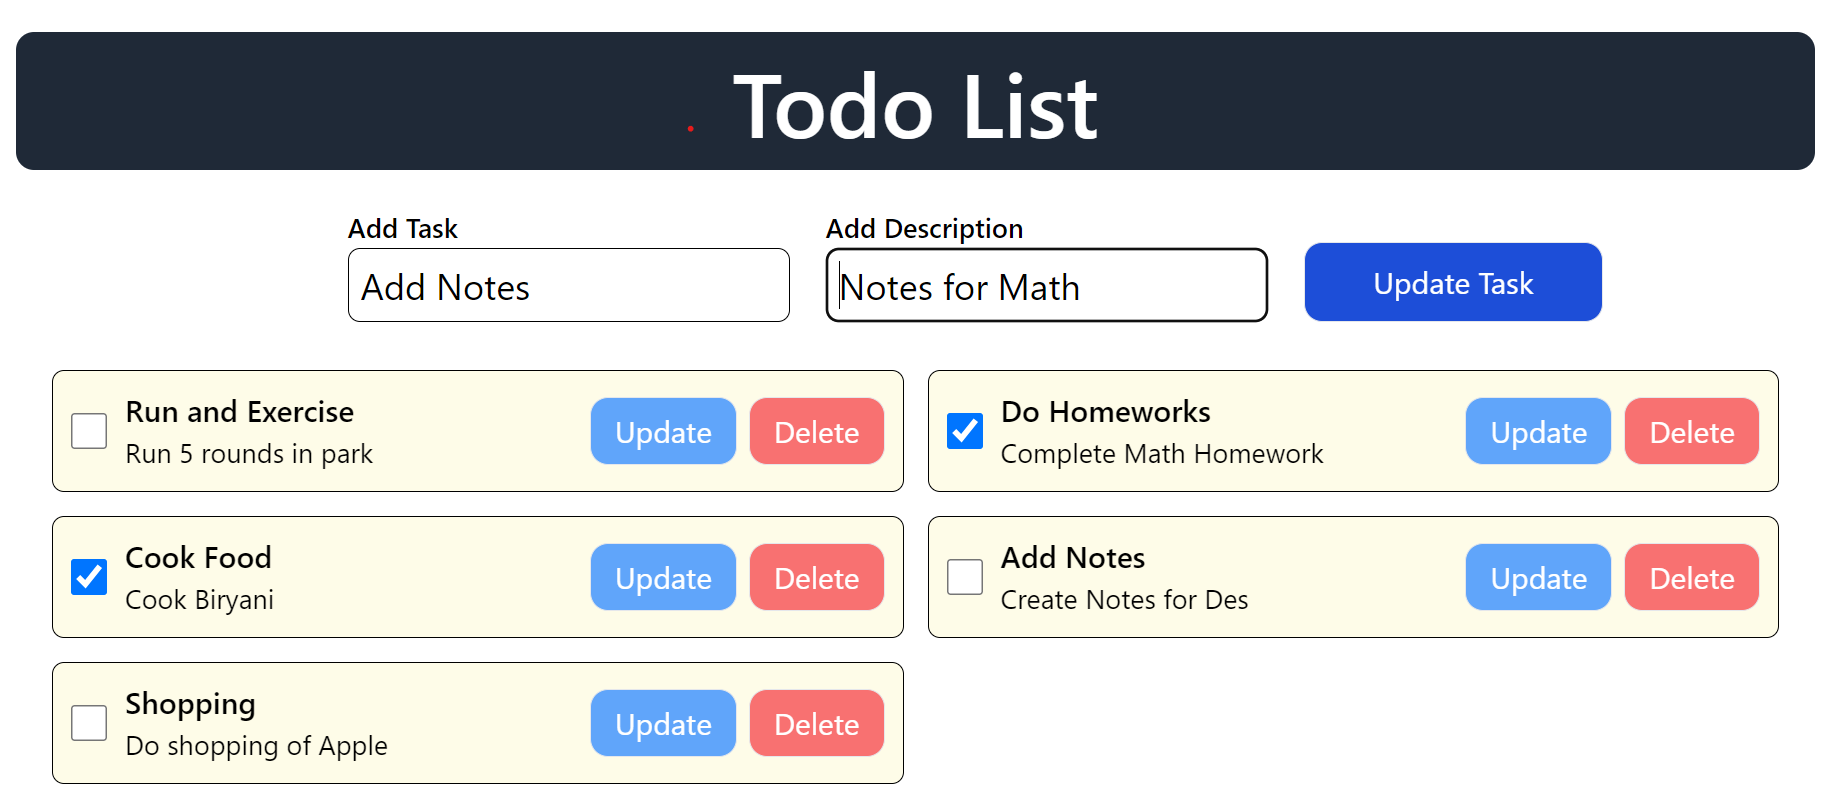 Todo List
Add Task
Add Description
Add Notes
Notes for Math
Update Task
Run and Exercise
Run 5 rounds in park
Update
Delete
Do Homeworks
Complete Math Homework
Update
Delete
Cook Food
Cook Biryani
Update
Delete
Add Notes
Create Notes for Des
Update
Delete
Shopping
Do shopping of Apple
Update
Delete